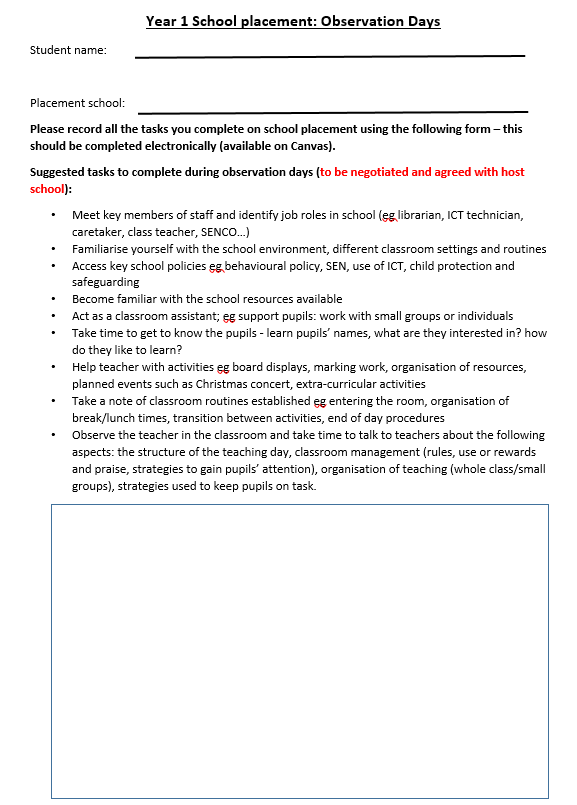 Year 1 School placement: Observation Days
Student name:
Placement school:
Please record all the tasks you complete on school placement using the following form – this
should be completed electronically (available on Canvas).
Suggested tasks to complete during observation days (to be negotiated and agreed with host
school):
• Meet key members of staff and identify job roles in school (eg librarian, ICT technician,
caretaker, class teacher, SENCO…)
• Familiarise yourself with the school environment, different classroom settings and routines
• Access key school policies eg behavioural policy, SEN, use of ICT, child protection and
safeguarding
• Become familiar with the school resources available
• Act as a classroom assistant; eg support pupils: work with small groups or individuals
• Take time to get to know the pupils - learn pupils’ names, what are they interested in? how
do they like to learn?
• Help teacher with activities eg board displays, marking work, organisation of resources,
planned events such as Christmas concert, extra-curricular activities
• Take a note of classroom routines established eg entering the room, organisation of
break/lunch times, transition between activities, end of day procedures
• Observe the teacher in the classroom and take time to talk to teachers about the following
aspects: the structure of the teaching day, classroom management (rules, use or rewards
and praise, strategies to gain pupils’ attention), organisation of teaching (whole class/small
groups), strategies used to keep pupils on task.